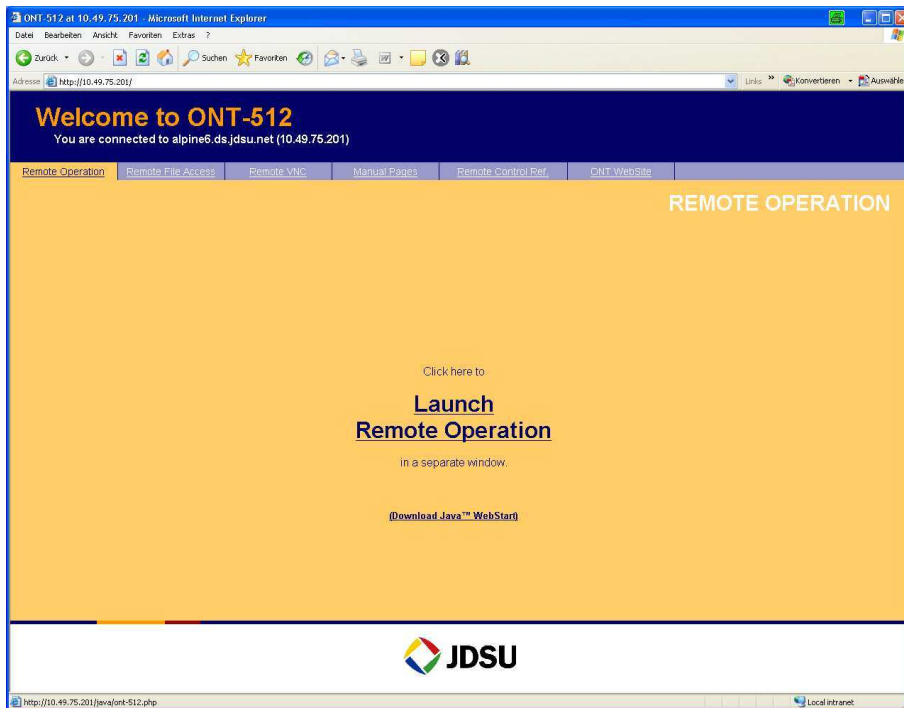 ONT-512 at 10.49.75.201 - Microsoft Internet Explorer
Datei Bearbeiten Ansicht Favoriten Extras ?
Zurück Suchen Favoriten
Adresse http://10.49.75.201/ Links » Konvertieren Auswähle
Welcome to ONT-512
You are connected to alpine6.ds.jdsu.net (10.49.75.201)
Remote Operation Remote File Access Remote VNC Manual Pages Remote Control Ref. ONT WebSite
REMOTE OPERATION
Click here to
Launch
Remote Operation
in a separate window.
(Download Java™ WebStart)
JDSU
http://10.49.75.201/java/ont-512.php Local intranet